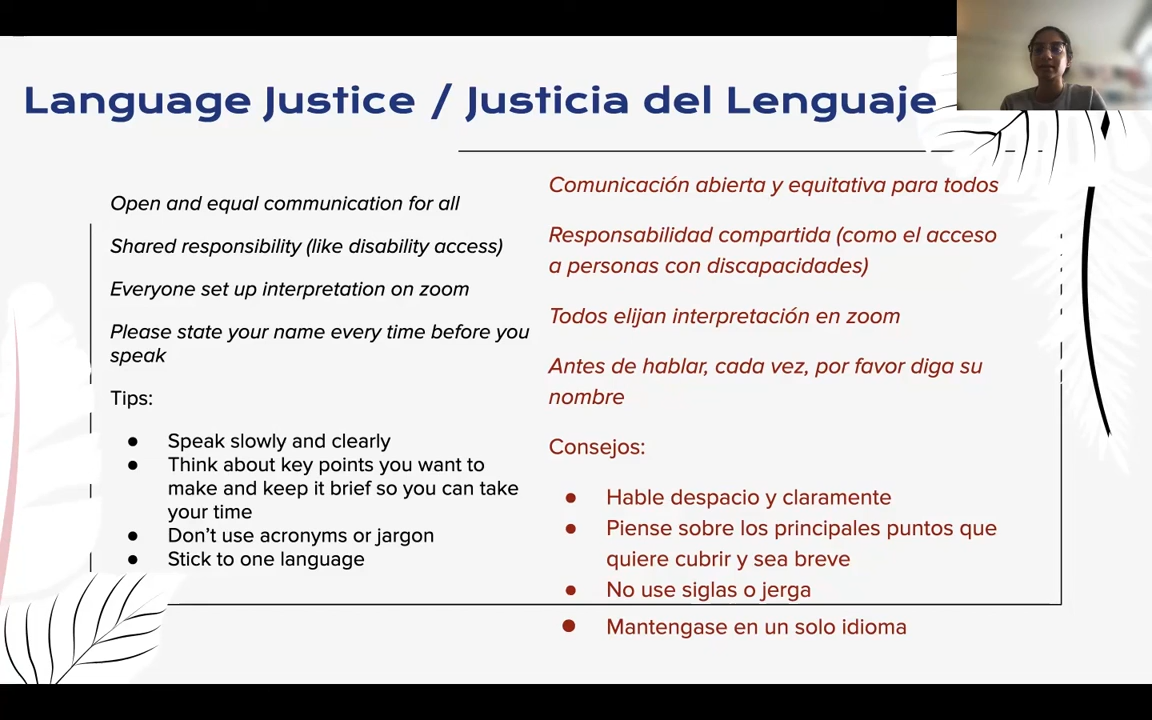 Language Justice / Justicia del Lenguaje
Open and equal communication for all
Shared responsibility (like disability access)
Everyone set up interpretation on zoom
Please state your name every time before you
speak
Tips:
● Speak slowly and clearly
● Think about key points you want to
make and keep it brief so you can take
your time
● Don't use acronyms or jargon
● Stick to one language
Comunicación abierta y equitativa para todos
Responsabilidad compartida (como el acceso
a personas con discapacidades)
Todos elijan interpretación en zoom
Antes de hablar, cada vez, por favor diga su
nombre
Consejos:
● Hable despacio y claramente
● Piense sobre los principales puntos que
quiere cubrir y sea breve
● No use siglas o jerga
● Mantengase en un solo idioma